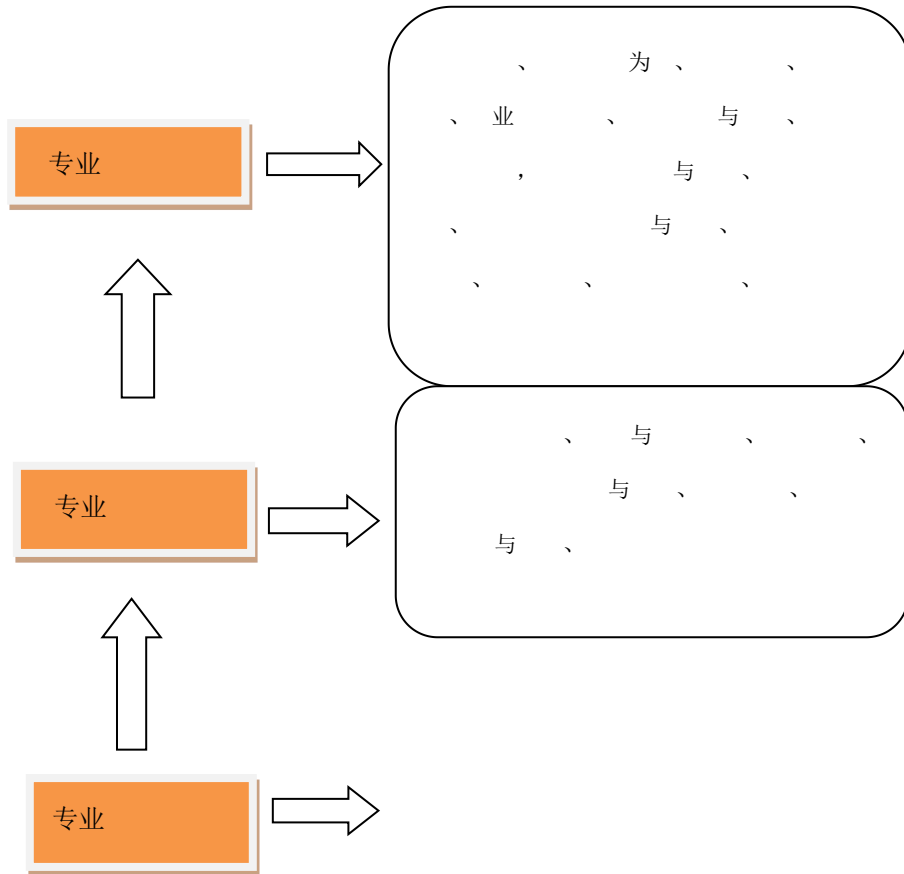 专业
、 为 、 、
、 业 、 与 、
， 与 、
、 与 、
、 、 、
专业
、 与 、 、
与 、 、
与 、
专业